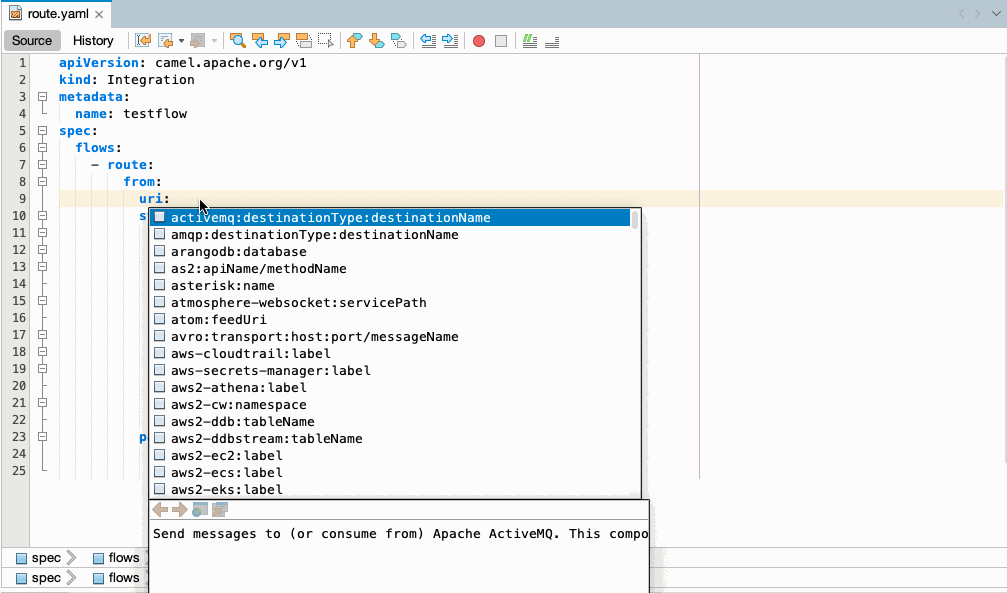 route.yaml
Source History
1 apiVersion: camel.apache.org/v1
2 kind: Integration
3 metadata:
4 name: testflow
5 spec:
6 flows:
7 - route:
8 from:
9 uri:
10 s
activemq:destinationType:destinationName
11 amqp:destinationType:destinationName
12 arangodb:database
13 as2:apiName/methodName
14 asterisk:name
15 atmosphere-websocket:servicePath
16 atom:feedUri
17 avro:transport:host:port/messageName
18 aws-cloudtrail:label
19 aws-secrets-manager:label
20 aws2-athena:label
21 aws2-cw:namespace
22 aws2-ddb:tableName
23 p aws2-ddbstream:tableName
24 aws2-ec2:label
25 aws2-ecs:label
aws2-eks:label
Send messages to (or consume from) Apache ActiveMQ. This compo
spec flows
spec flows